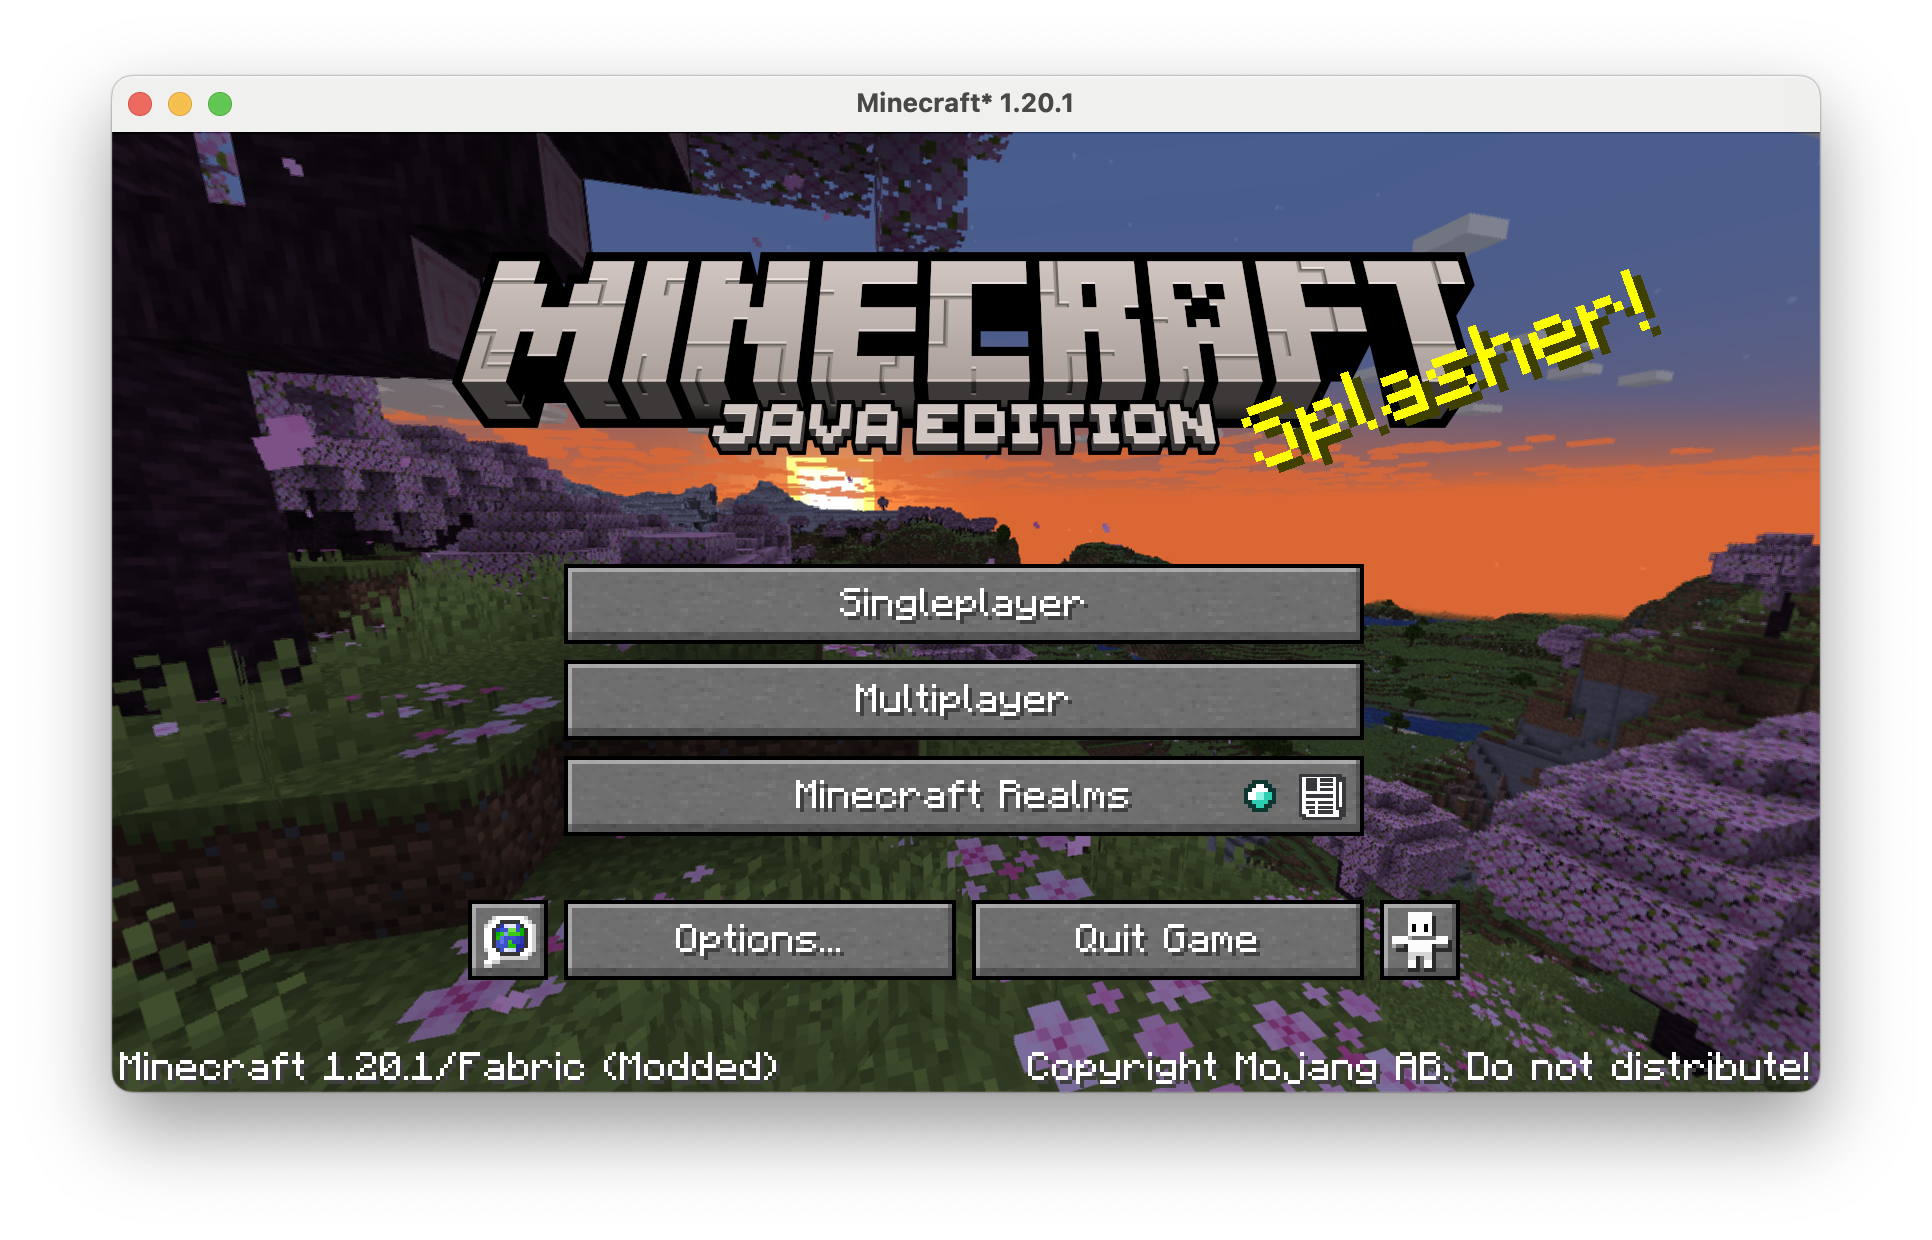 Minecraft* 1.20.1
MINECRAFT
JAVA EDITION
Splasher!
Singleplayer
Multiplayer
Minecraft Realms
Options...
Quit Game
Minecraft 1.20.1/Fabric (Modded)
Copyright Mojang AB. Do not distribute!